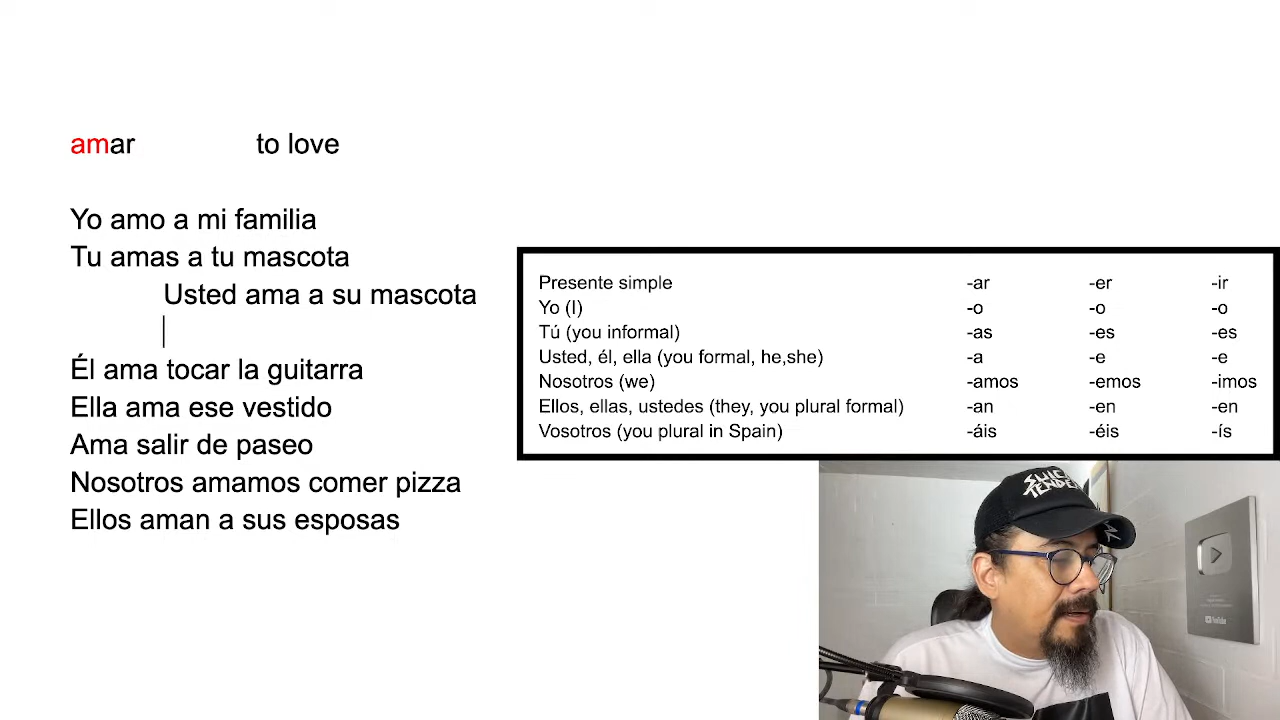 amar to love
Yo amo a mi familia
Tu amas a tu mascota
Usted ama a su mascota
Él ama tocar la guitarra
Ella ama ese vestido
Ama salir de paseo
Nosotros amamos comer pizza
Ellos aman a sus esposas
Presente simple -ar -er -ir
Yo (I) -o -o -o
Tú (you informal) -as -es -es
Usted, él, ella (you formal, he,she) -a -e -e
Nosotros (we) -amos -emos -imos
Ellos, ellas, ustedes (they, you plural formal) -an -en -en
Vosotros (you plural in Spain) -áis -éis -ís
YouTube